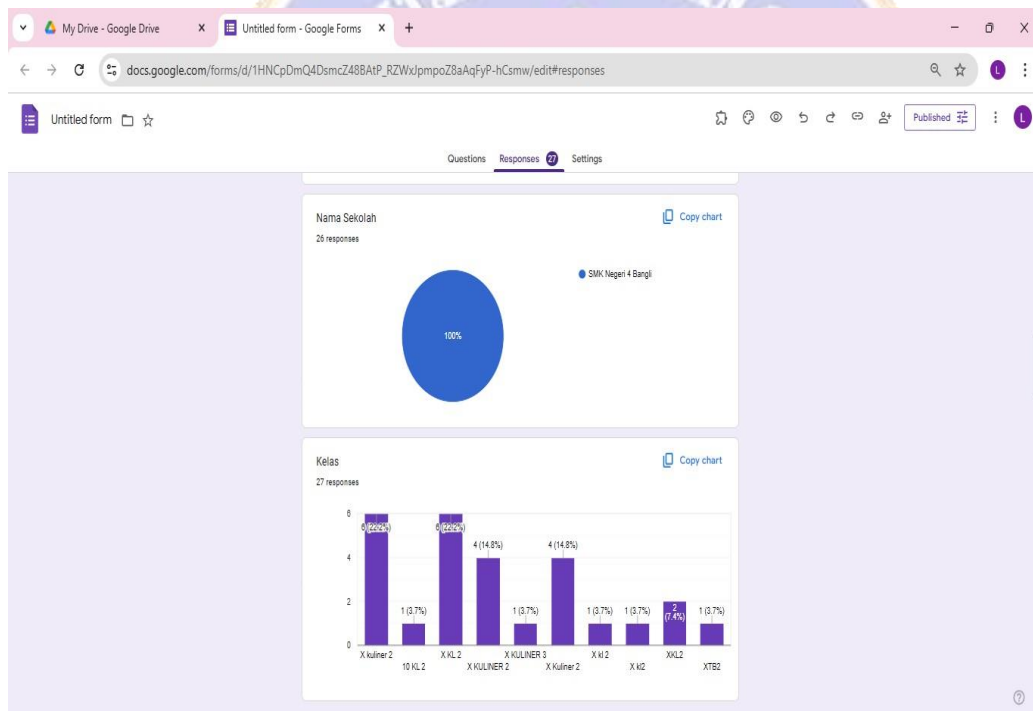 My Drive - Google Drive
Untitled form - Google Forms
docs.google.com/forms/d/1HNCpDmQ4DsmcZ48BAtP_RZWxJpmpoZ8aAqFyP-hCsmw/edit#responses
L
Untitled form
Published
L
Questions Responses 27 Settings
Nama Sekolah
Copy chart
26 responses
SMK Negeri 4 Bangli
100%
Kelas
Copy chart
27 responses
6
4
2
0
6 (22.2%)
1 (3.7%)
6 (22.2%)
4 (14.8%)
1 (3.7%)
4 (14.8%)
1 (3.7%)
1 (3.7%)
2
(7.4%)
1 (3.7%)
X kuliner 2
10 KL 2
X KL 2
X KULINER 2
X KULINER 3
X Kuliner 2
X kl 2
X kl2
XKL2
XTB2